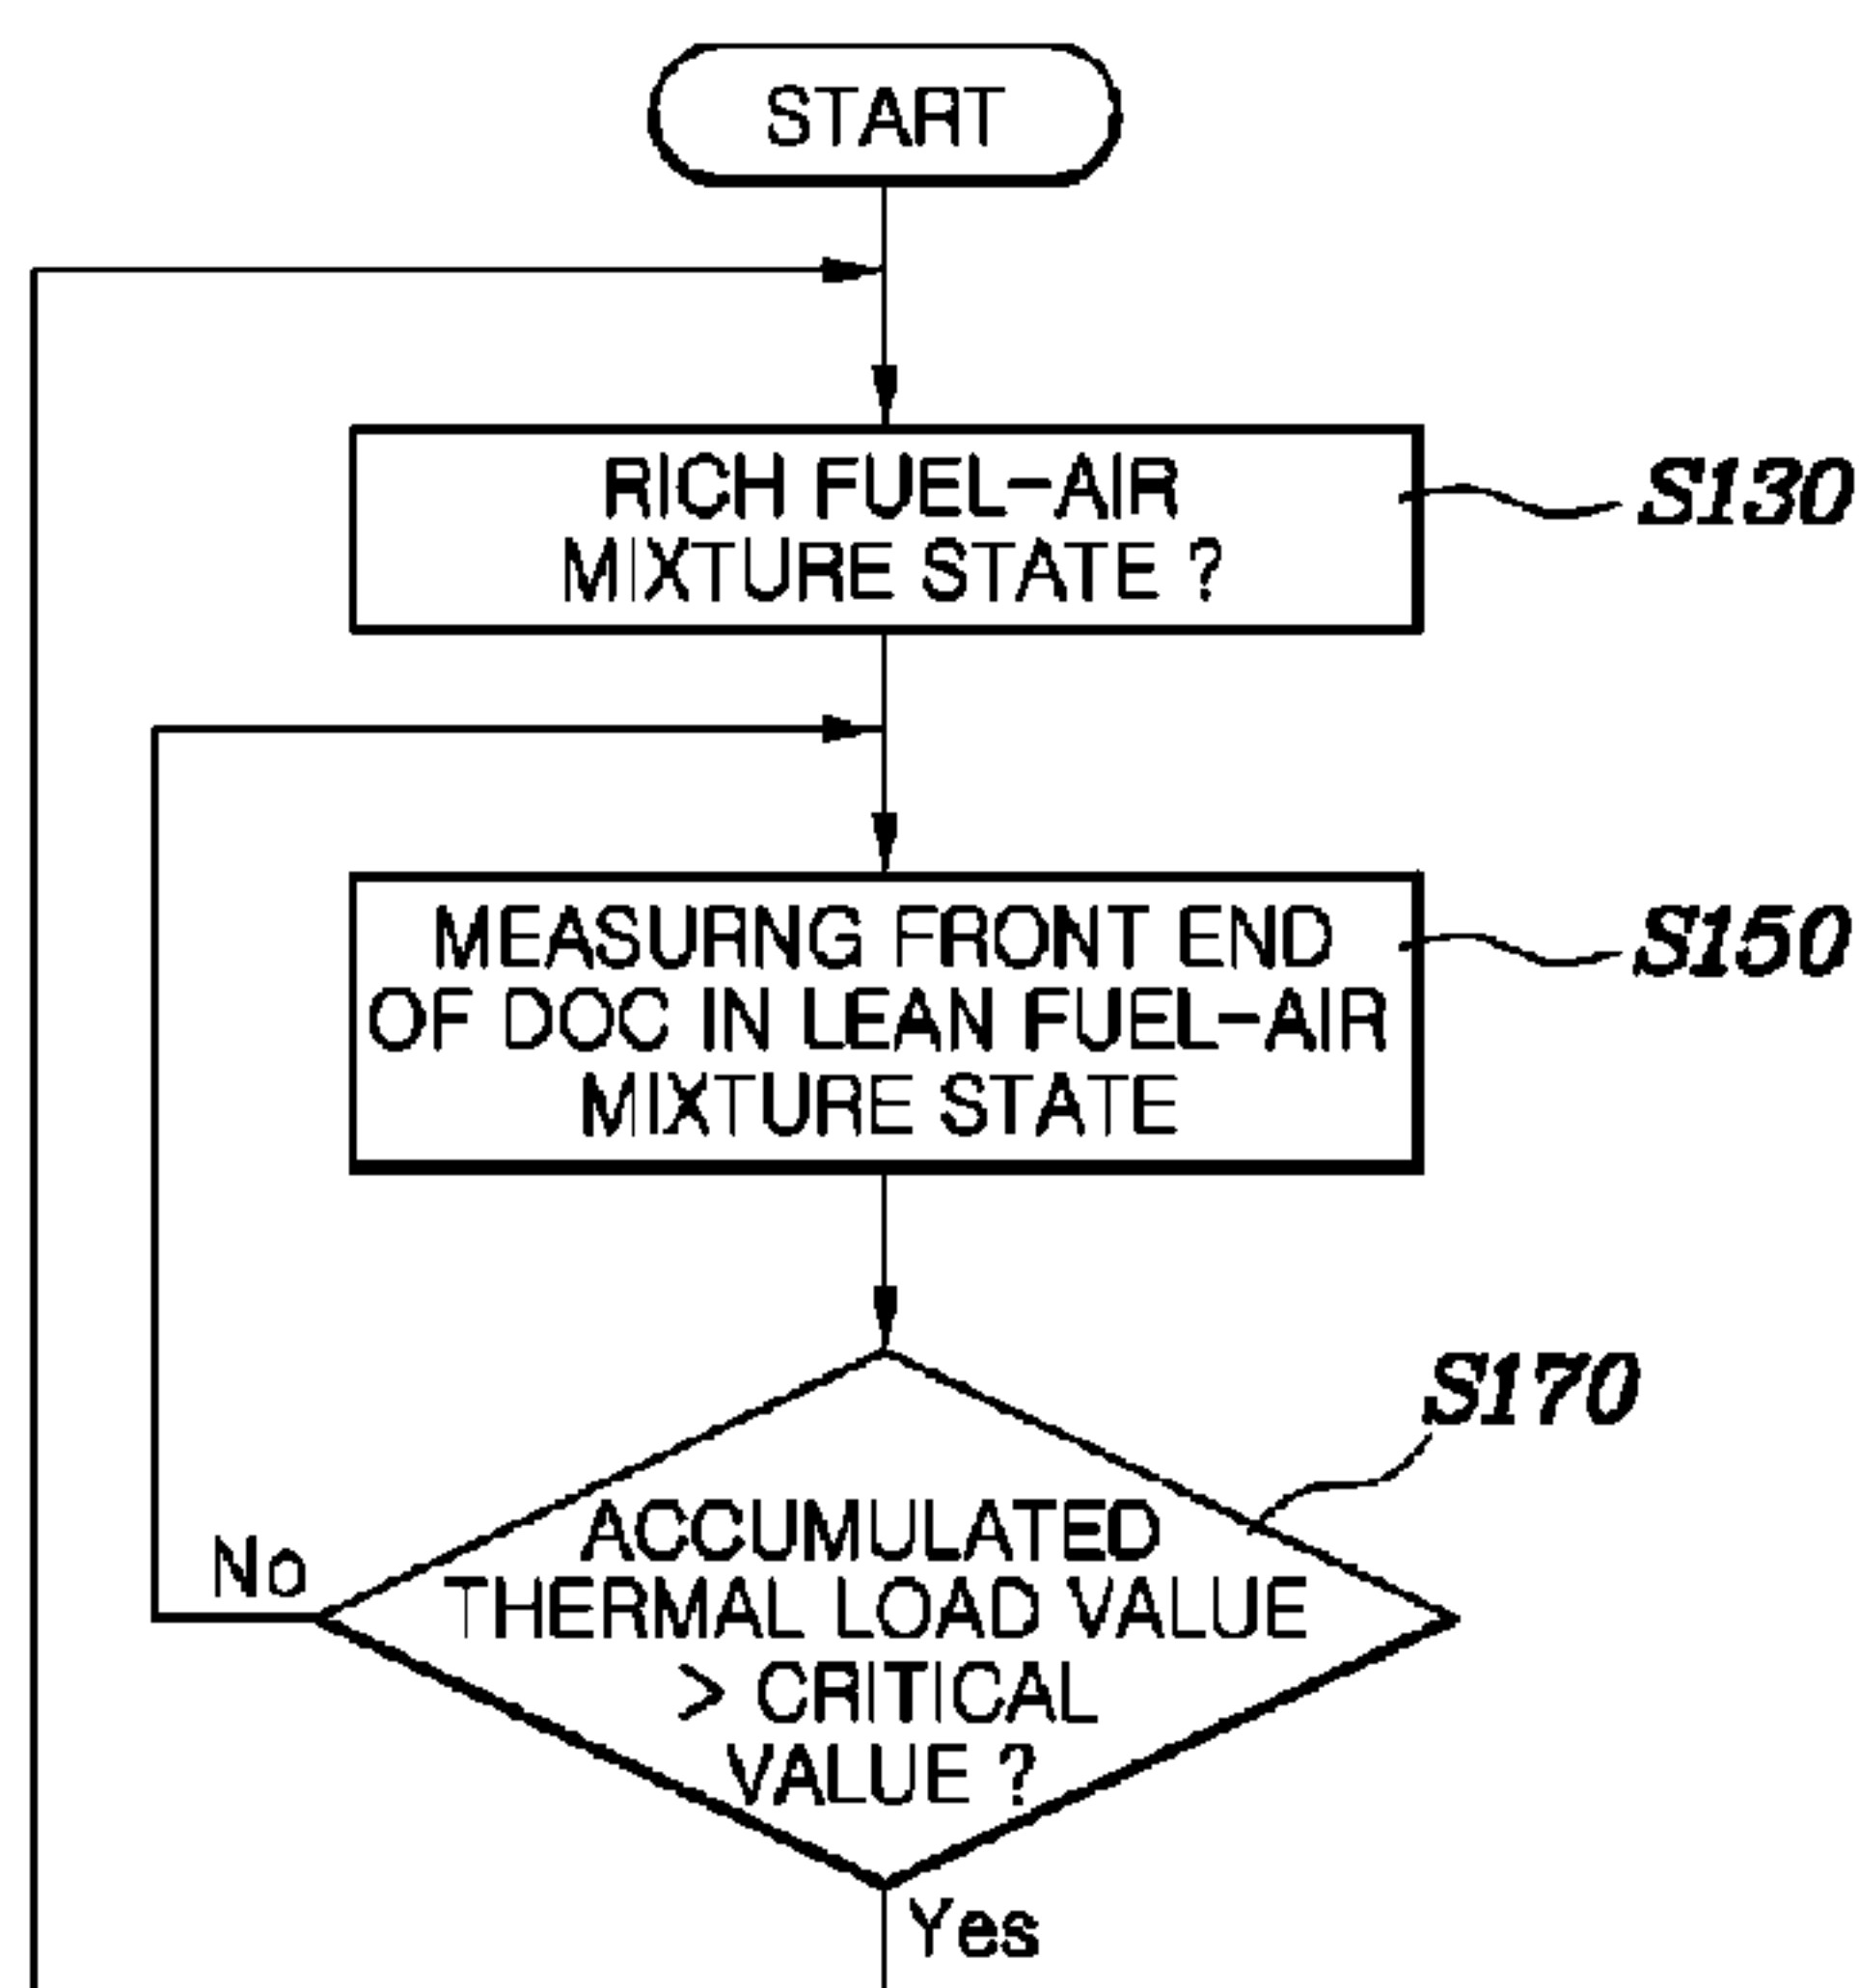 START
RICH FUEL-AIR
MIXTURE STATE ?
S130
MEASURNG FRONT END
OF DOC IN LEAN FUEL-AIR
MIXTURE STATE
S150
S170
ACCUMULATED
THERMAL LOAD VALUE
> CRITICAL
VALUE ?
No
Yes